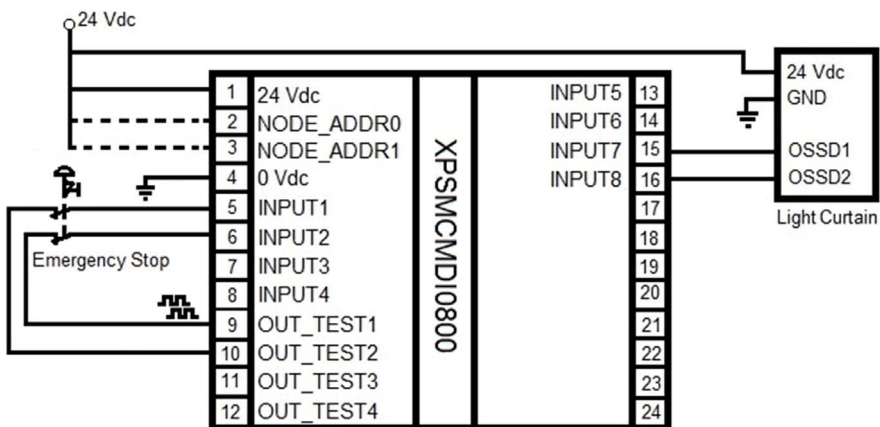 24 Vdc
1 24 Vdc
2 NODE_ADDR0
3 NODE_ADDR1
4 0 Vdc
5 INPUT1
6 INPUT2
7 INPUT3
8 INPUT4
9 OUT_TEST1
10 OUT_TEST2
11 OUT_TEST3
12 OUT_TEST4
Emergency Stop
XPSMCMDI0800
INPUT5 13
INPUT6 14
INPUT7 15
INPUT8 16
17
18
19
20
21
22
23
24
24 Vdc
GND
OSSD1
OSSD2
Light Curtain